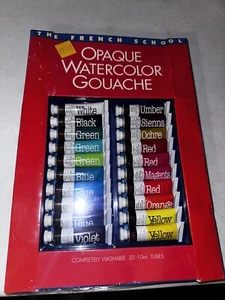 THE FRENCH SCHOOL
OPAQUE
WATERCOLOR
GOUACHE
White
Black
Green
Green
Green
Blue
Blue
Violet
Umber
Sienna
Ochre
Red
Red
Magenta
Red
Orange
Yellow
Yellow
COMPLETELY WASHABLE 20-10ml. TUBES